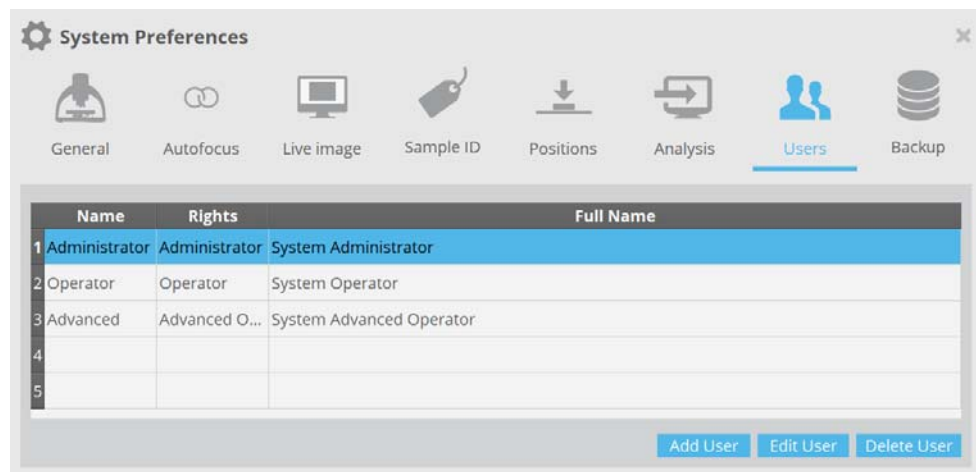 System Preferences
General Autofocus Live image Sample ID Positions Analysis Users Backup
Name Rights Full Name
1 Administrator Administrator System Administrator
2 Operator Operator System Operator
3 Advanced Advanced O... System Advanced Operator
4
5
Add User Edit User Delete User